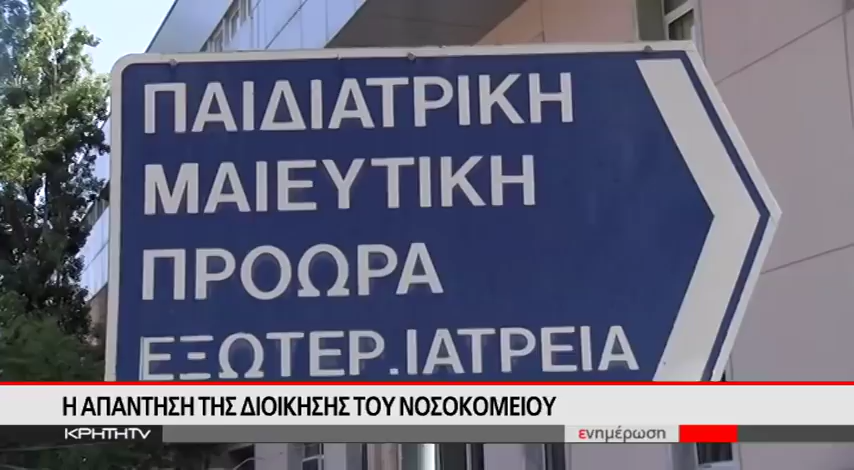 ΠΑΙΔΙΑΤΡΙΚΗ
ΜΑΙΕΥΤΙΚΗ
ΠΡΟΩΡΑ
ΕΞΩΤΕΡ.ΙΑΤΡΕΙΑ
Η ΑΠΑΝΤΗΣΗ ΤΗΣ ΔΙΟΙΚΗΣΗΣ ΤΟΥ ΝΟΣΟΚΟΜΕΙΟΥ
ΚΡΗΤΗTV
ενημέρωση